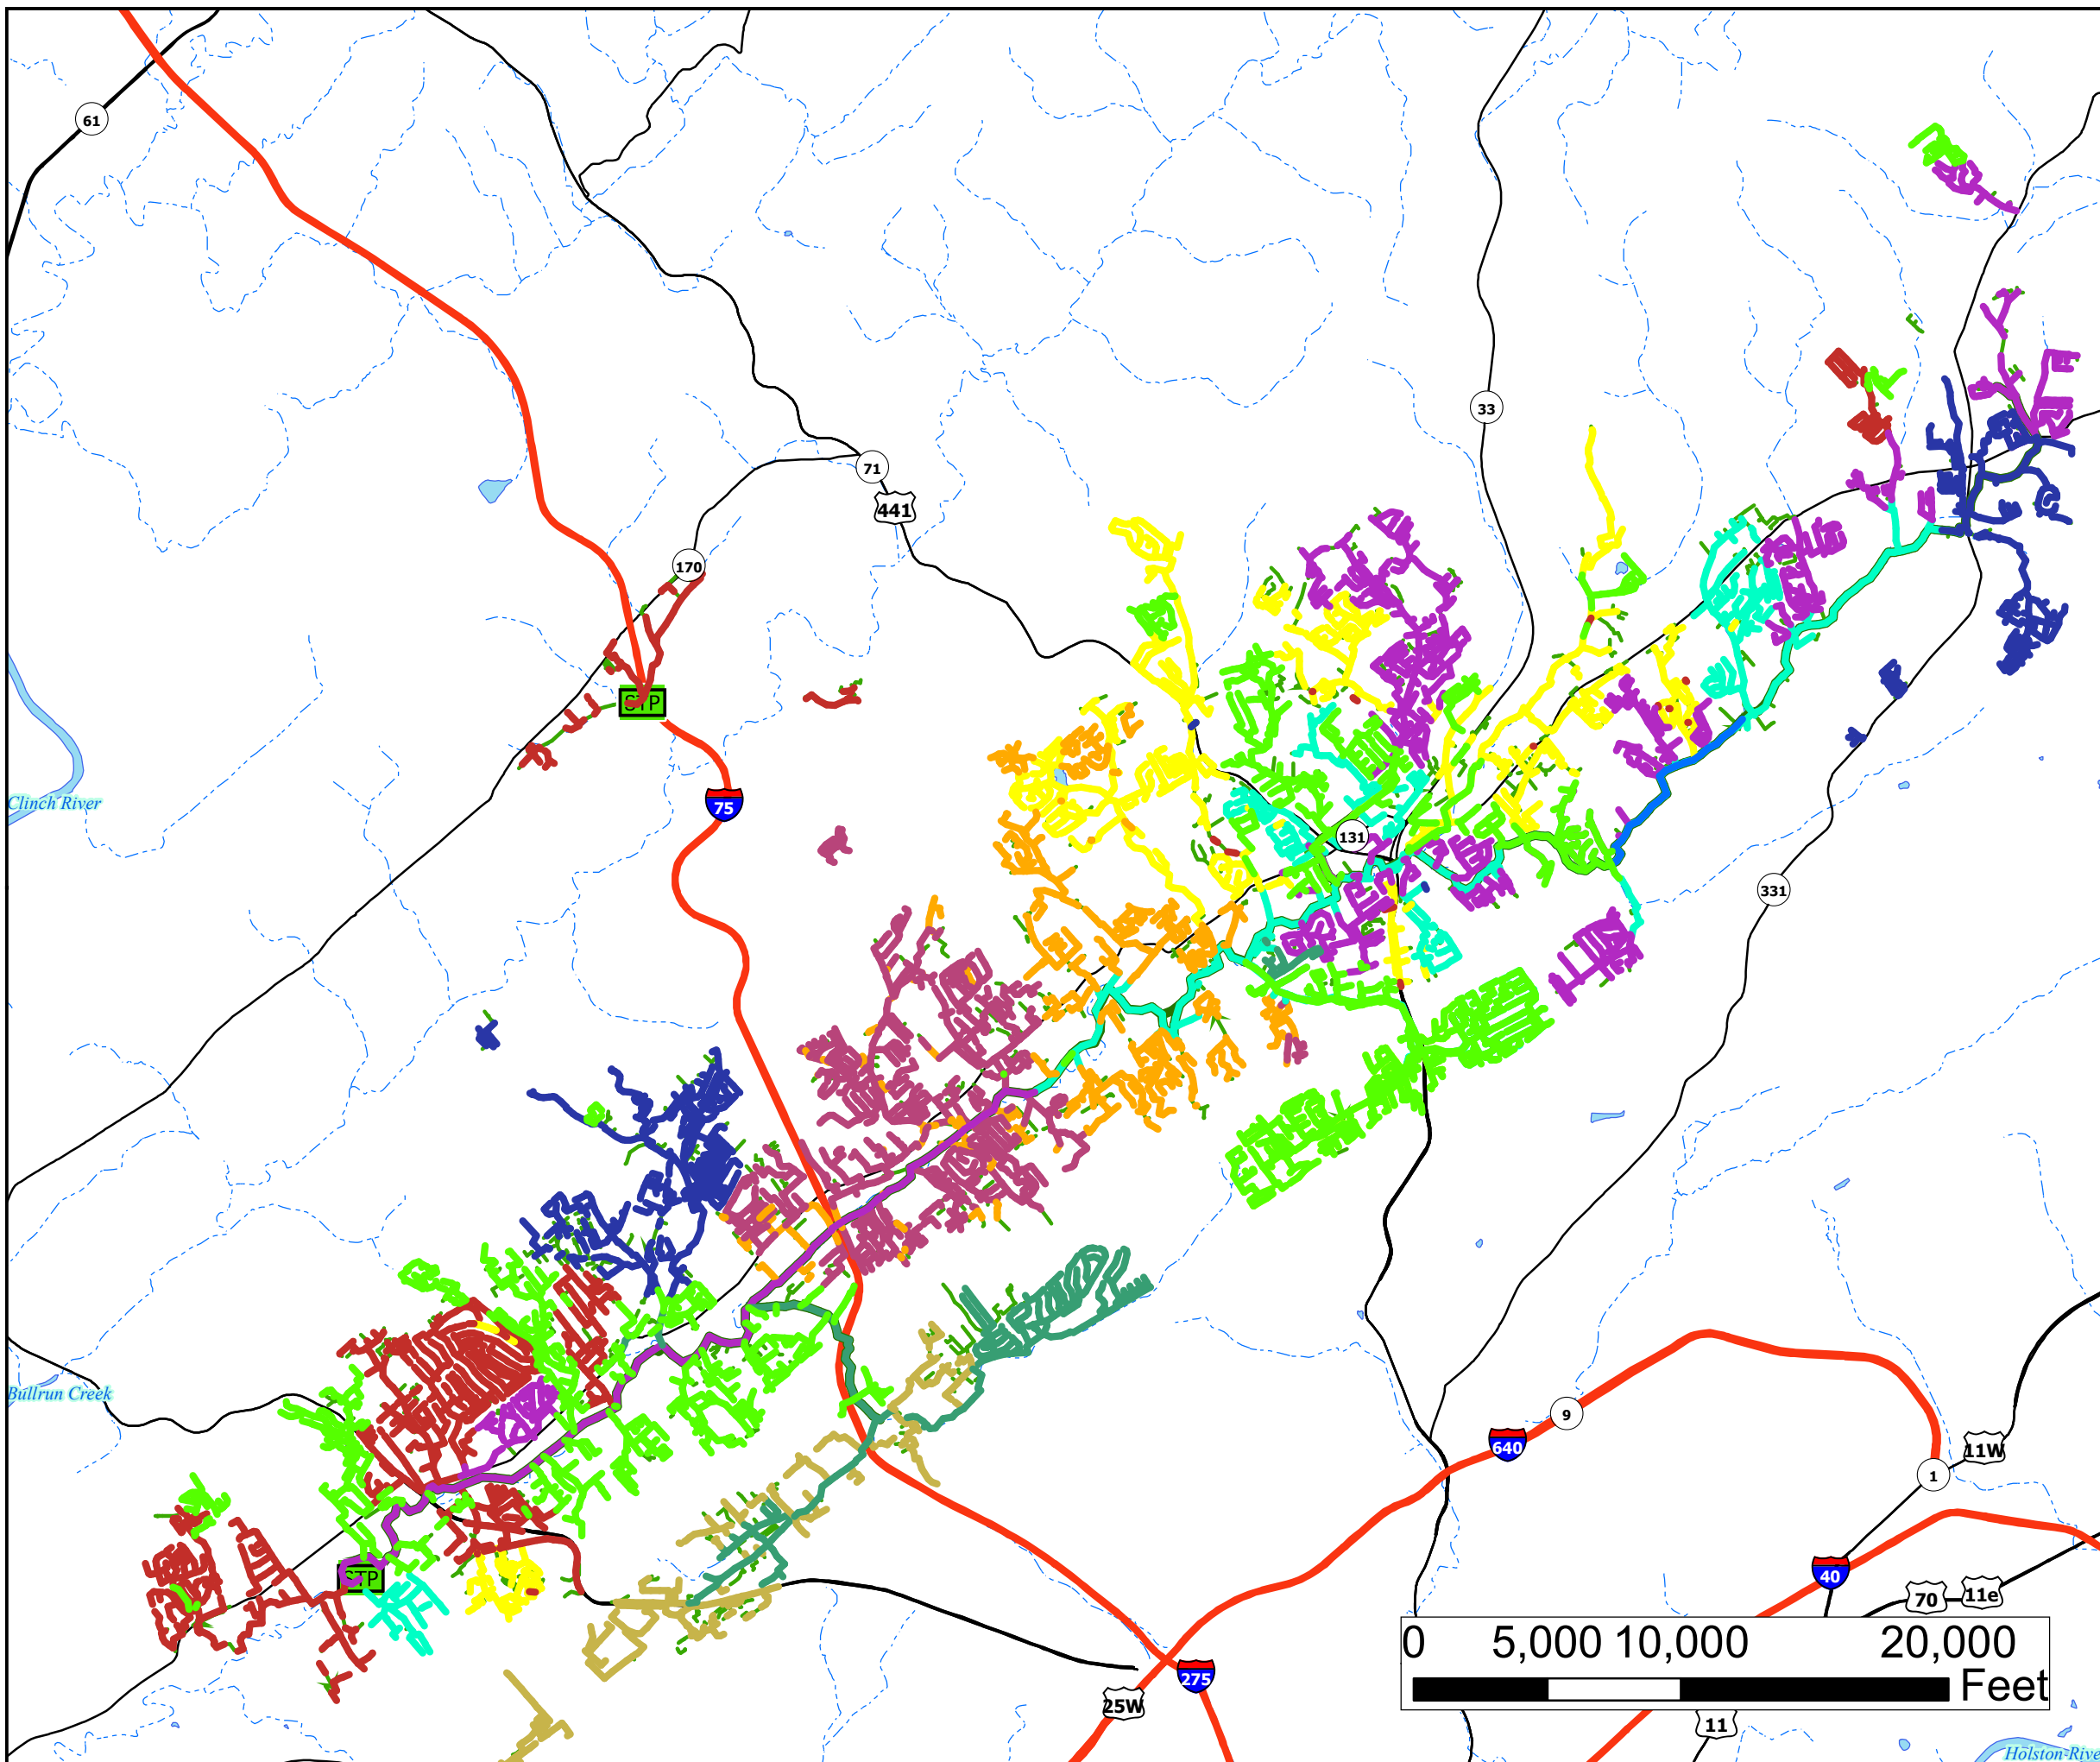 61
33
71
441
170
STP
Clinch River
75
131
331
Bullrun Creek
9
640
11W
1
STP
40
70
11e
0 5,000 10,000 20,000
Feet
275
25W
11
Holston-Rive